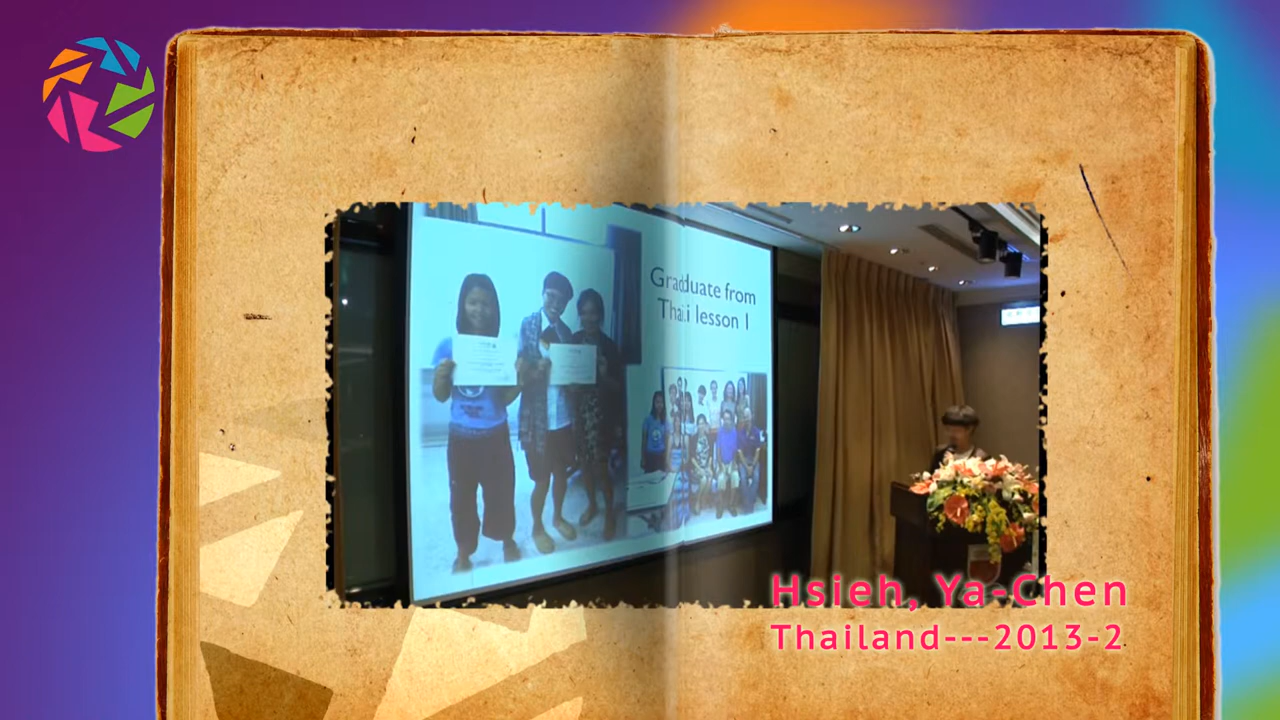 Graduate from
Thai lesson 1
Hsieh, Ya-Chen
Thailand---2013-2